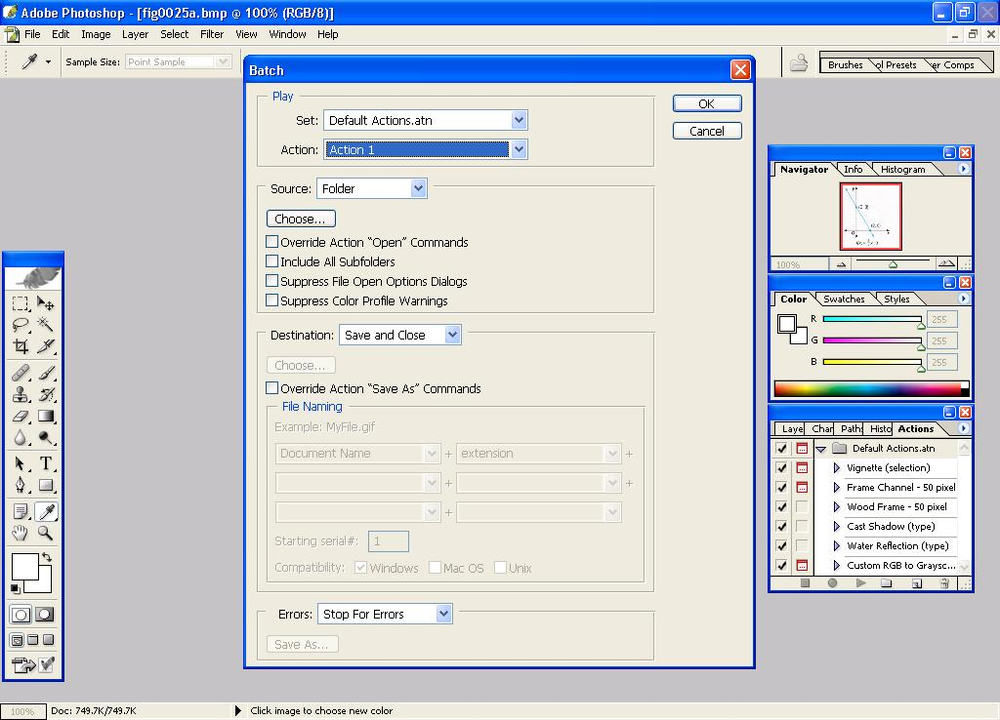 Adobe Photoshop - [fig0025a.bmp @ 100% (RGB/8)]
File Edit Image Layer Select Filter View Window Help
Sample Size: Point Sample
Brushes ol Presets er Comps
Batch
Play
Set: Default Actions.atn
Action: Action 1
OK
Cancel
Source: Folder
Choose...
Override Action "Open" Commands
Include All Subfolders
Suppress File Open Options Dialogs
Suppress Color Profile Warnings
Destination: Save and Close
Choose...
Override Action "Save As" Commands
File Naming
Example: MyFile.gif
Document Name + extension +
+ +
+
Starting serial#: 1
Compatibility: Windows Mac OS Unix
Errors: Stop For Errors
Save As...
Navigator Info Histogram
100%
Color Swatches Styles
R 255
G 255
B 255
Laye Char Paths Histo Actions
Default Actions.atn
Vignette (selection)
Frame Channel - 50 pixel
Wood Frame - 50 pixel
Cast Shadow (type)
Water Reflection (type)
Custom RGB to Graysc...
T
100% Doc: 749.7K/749.7K Click image to choose new color